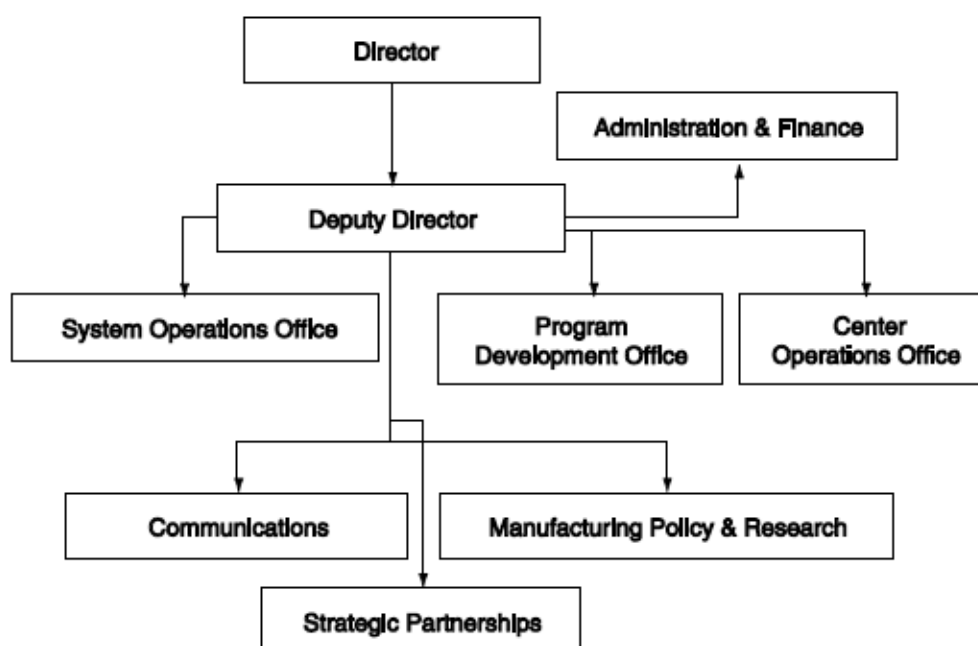 Director
Administration & Finance
Deputy Director
System Operations Office
Program
Development Office
Center
Operations Office
Communications
Manufacturing Policy & Research
Strategic Partnerships